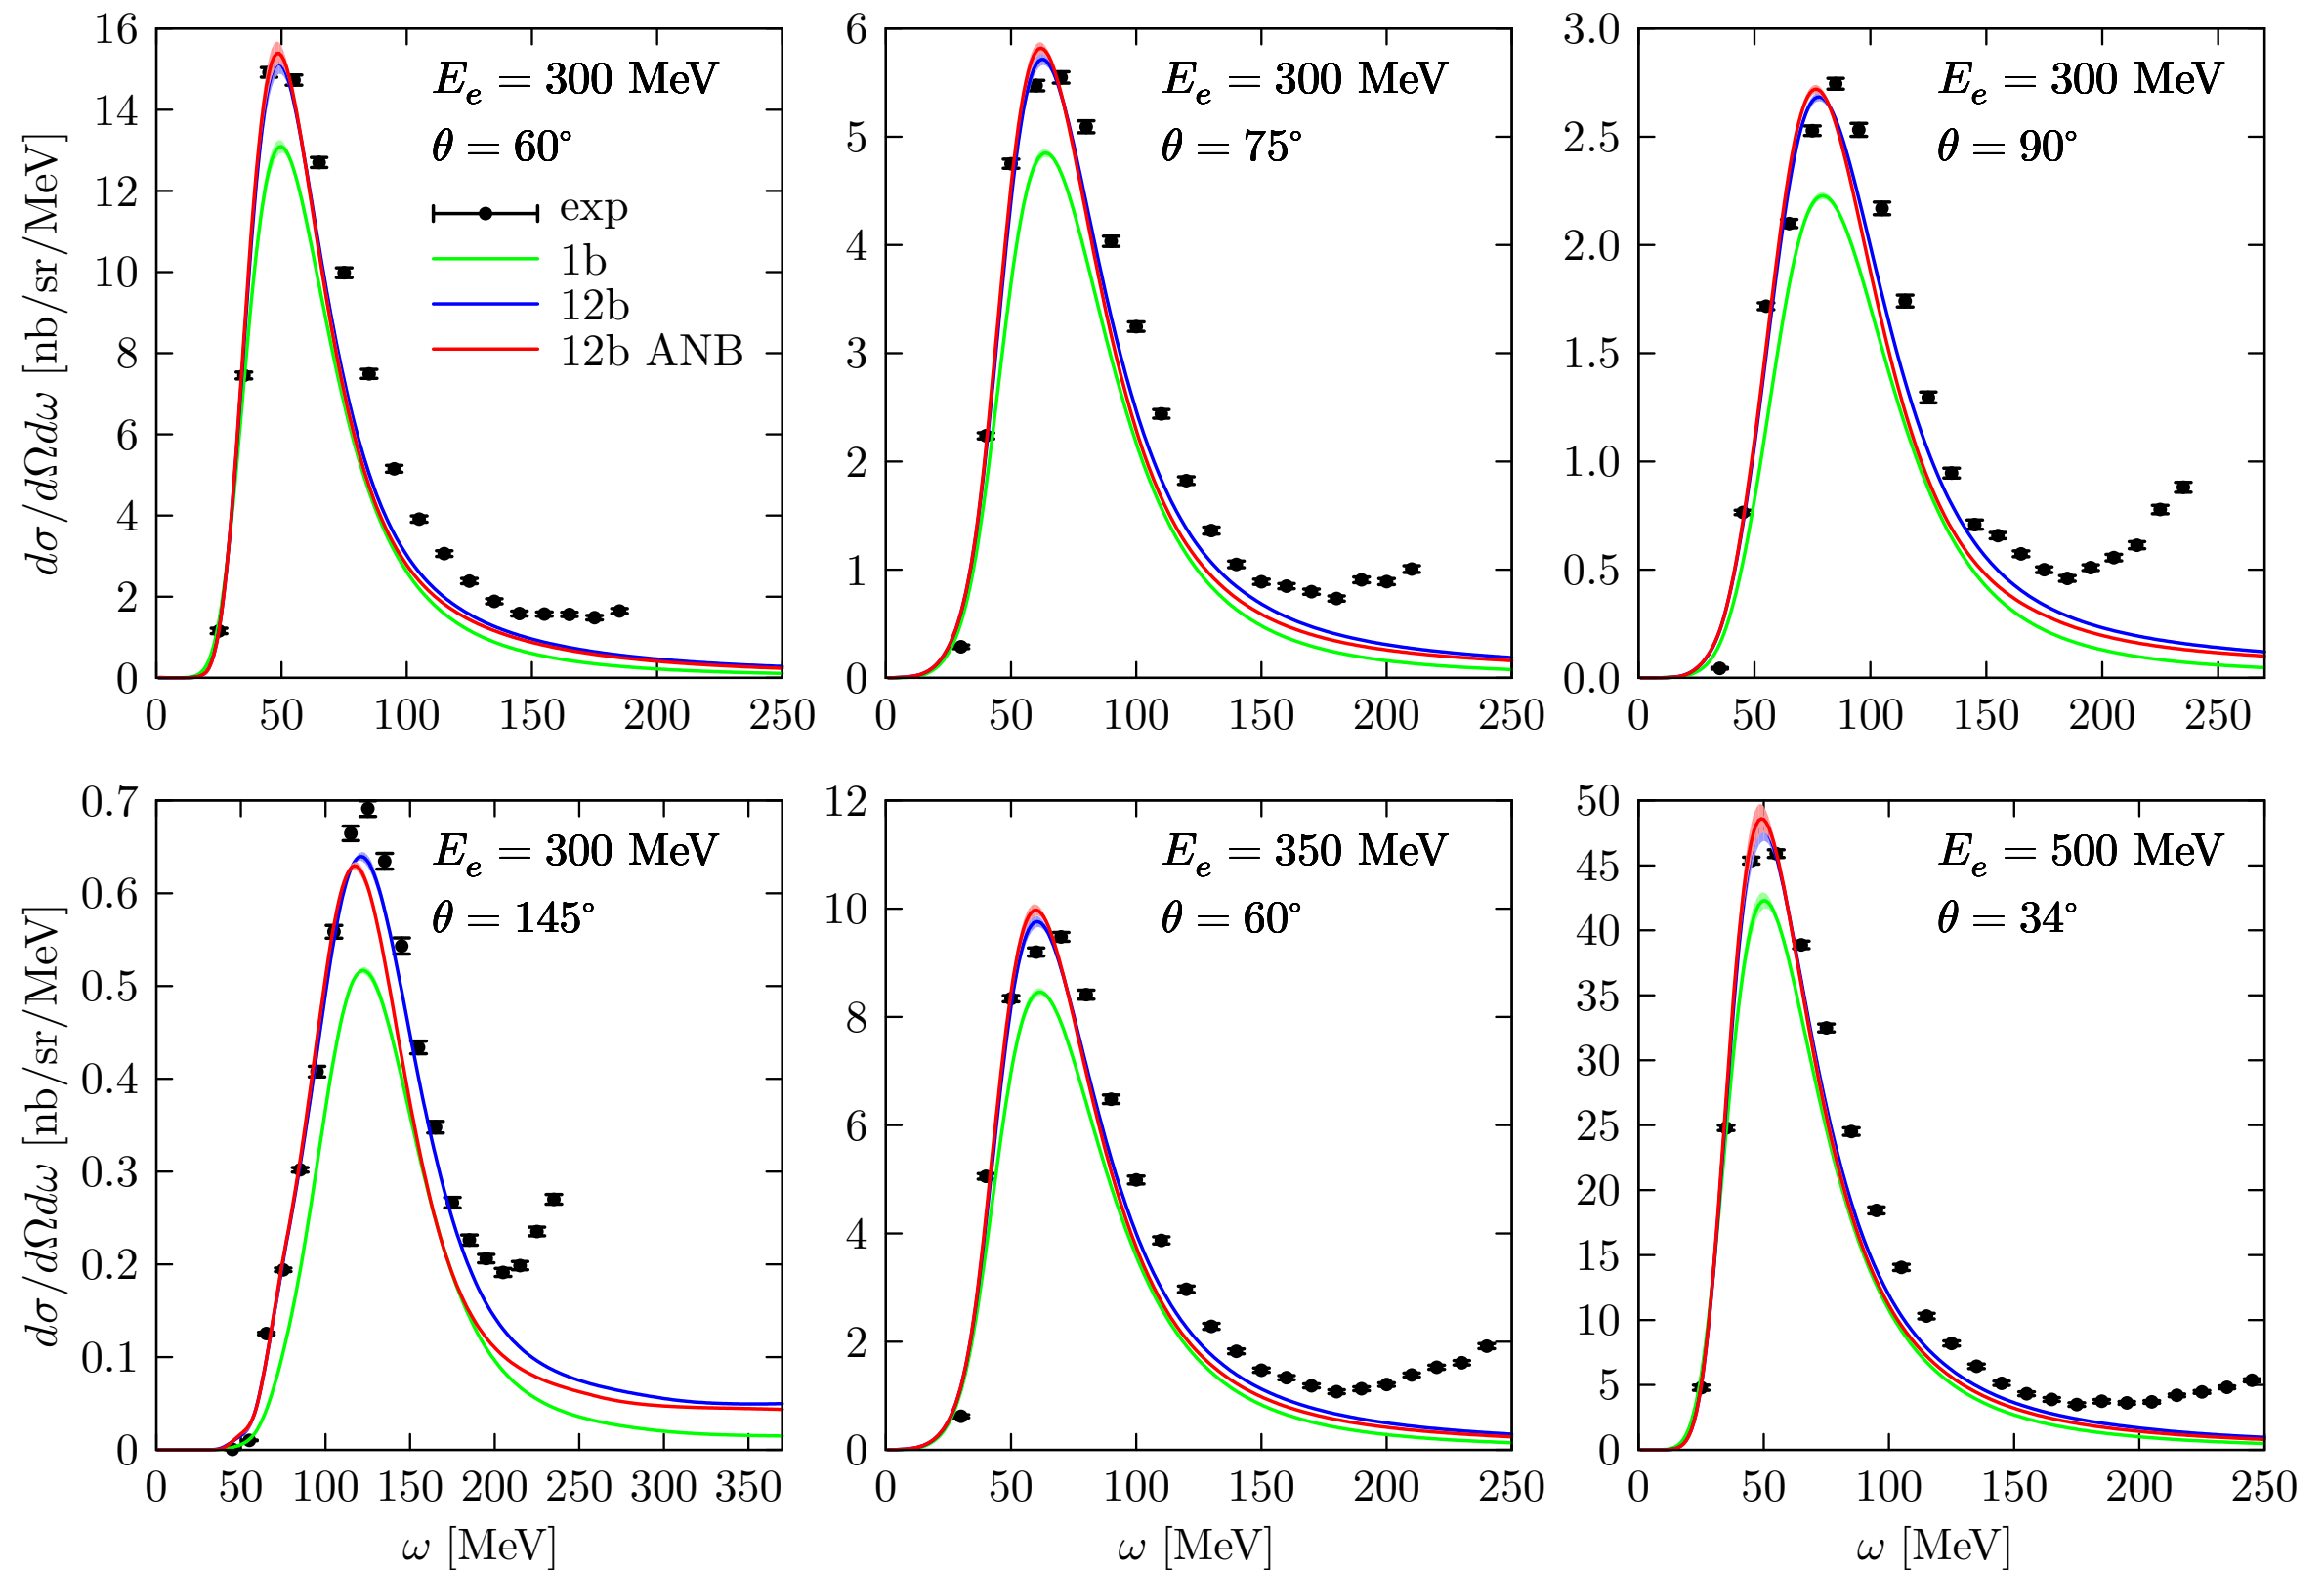 dσ/dΩdω [nb/sr/MeV]
16
14
12
10
8
6
4
2
0
0 50 100 150 200 250
E_e = 300 MeV
θ = 60°
exp
1b
12b
12b ANB
6
5
4
3
2
1
0
0 50 100 150 200 250
E_e = 300 MeV
θ = 75°
3.0
2.5
2.0
1.5
1.0
0.5
0.0
0 50 100 150 200 250
E_e = 300 MeV
θ = 90°
dσ/dΩdω [nb/sr/MeV]
0.7
0.6
0.5
0.4
0.3
0.2
0.1
0
0 50 100 150 200 250 300 350
E_e = 300 MeV
θ = 145°
ω [MeV]
12
10
8
6
4
2
0
0 50 100 150 200 250
E_e = 350 MeV
θ = 60°
ω [MeV]
50
45
40
35
30
25
20
15
10
5
0
0 50 100 150 200 250
E_e = 500 MeV
θ = 34°
ω [MeV]